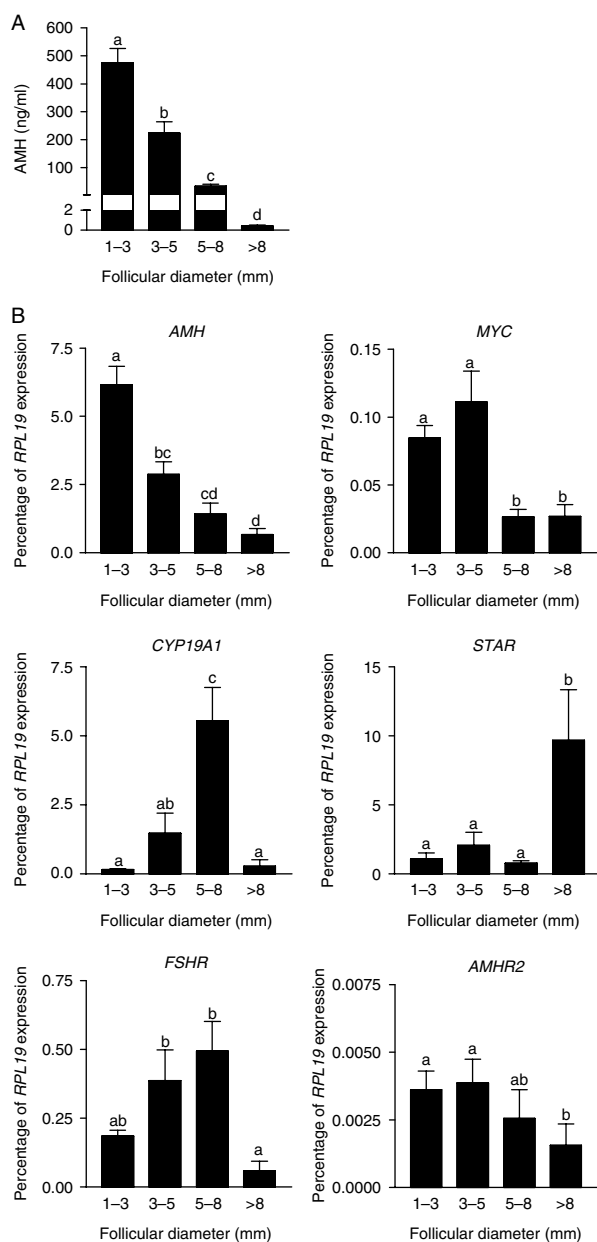 A
600
500
400
300
200
100
2
0
AMH (ng/ml)
a
b
c
d
1–3 3–5 5–8 >8
Follicular diameter (mm)
B
AMH
7.5
5.0
2.5
0.0
Percentage of RPL19 expression
a
bc
cd
d
1–3 3–5 5–8 >8
Follicular diameter (mm)
MYC
0.15
0.10
0.05
0.00
Percentage of RPL19 expression
a
a
b
b
1–3 3–5 5–8 >8
Follicular diameter (mm)
CYP19A1
7.5
5.0
2.5
0.0
Percentage of RPL19 expression
a
ab
c
a
1–3 3–5 5–8 >8
Follicular diameter (mm)
STAR
15
10
5
0
Percentage of RPL19 expression
a
a
a
b
1–3 3–5 5–8 >8
Follicular diameter (mm)
FSHR
0.75
0.50
0.25
0.00
Percentage of RPL19 expression
ab
b
b
a
1–3 3–5 5–8 >8
Follicular diameter (mm)
AMHR2
0.0075
0.0050
0.0025
0.0000
Percentage of RPL19 expression
a
a
ab
b
1–3 3–5 5–8 >8
Follicular diameter (mm)